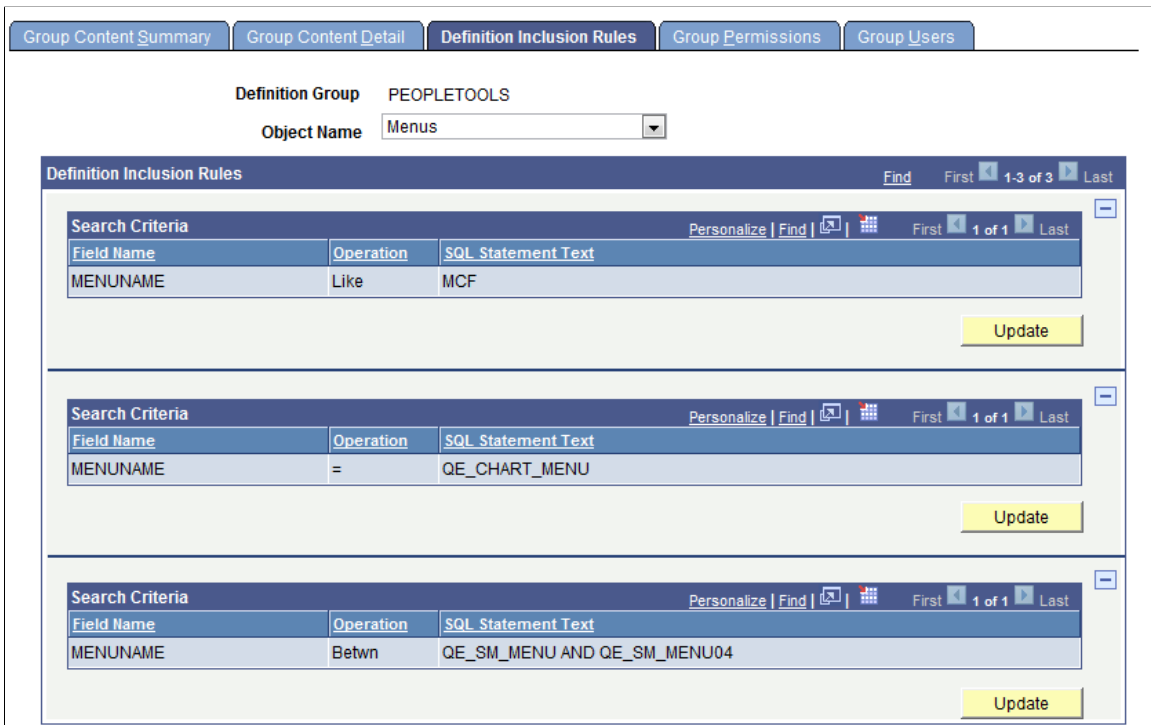 Group Content Summary Group Content Detail Definition Inclusion Rules Group Permissions Group Users
Definition Group PEOPLETOOLS
Object Name Menus
Definition Inclusion Rules Find First 1-3 of 3 Last
Search Criteria Personalize | Find | | First 1 of 1 Last
Field Name Operation SQL Statement Text
MENUNAME Like MCF
Update
Search Criteria Personalize | Find | | First 1 of 1 Last
Field Name Operation SQL Statement Text
MENUNAME = QE_CHART_MENU
Update
Search Criteria Personalize | Find | | First 1 of 1 Last
Field Name Operation SQL Statement Text
MENUNAME Betwn QE_SM_MENU AND QE_SM_MENU04
Update